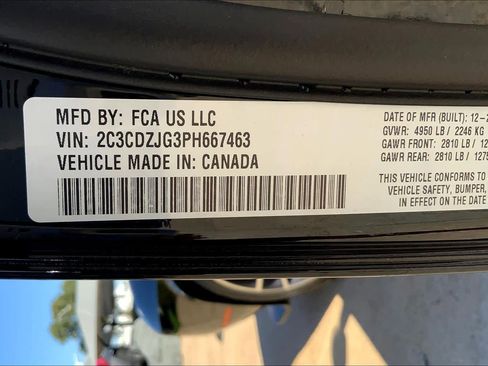 MFD BY: FCA US LLC
VIN: 2C3CDZJG3PH667463
VEHICLE MADE IN: CANADA
DATE OF MFR (BUILT): 12-2
GVWR: 4950 LB / 2246 KG
GAWR FRONT: 2810 LB / 12
GAWR REAR: 2810 LB / 1275
THIS VEHICLE CONFORMS TO
VEHICLE SAFETY, BUMPER,
IN EFFECT ON THE DATE OF